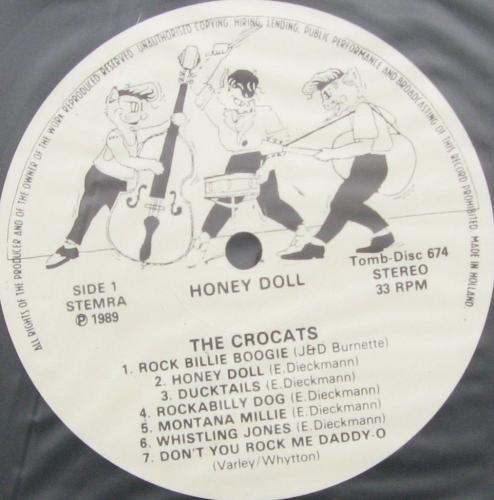 ALL RIGHTS OF THE PRODUCER AND OF THE OWNER OF THE WORK REPRODUCED RESERVED. UNAUTHORISED COPYING, HIRING, LENDING, PUBLIC PERFORMANCE AND BROADCASTING OF THIS RECORD PROHIBITED. MADE IN HOLLAND
SIDE 1
STEMRA
Ⓟ 1989
HONEY DOLL
Tomb-Disc 674
STEREO
33 RPM
THE CROCATS
1. ROCK BILLIE BOOGIE (J&D Burnette)
2. HONEY DOLL (E.Dieckmann)
3. DUCKTAILS (E.Dieckmann)
4. ROCKABILLY DOG (E.Dieckmann)
5. MONTANA MILLIE (E.Dieckmann)
6. WHISTLING JONES (E.Dieckmann)
7. DON'T YOU ROCK ME DADDY-O
(Varley/Whytton)